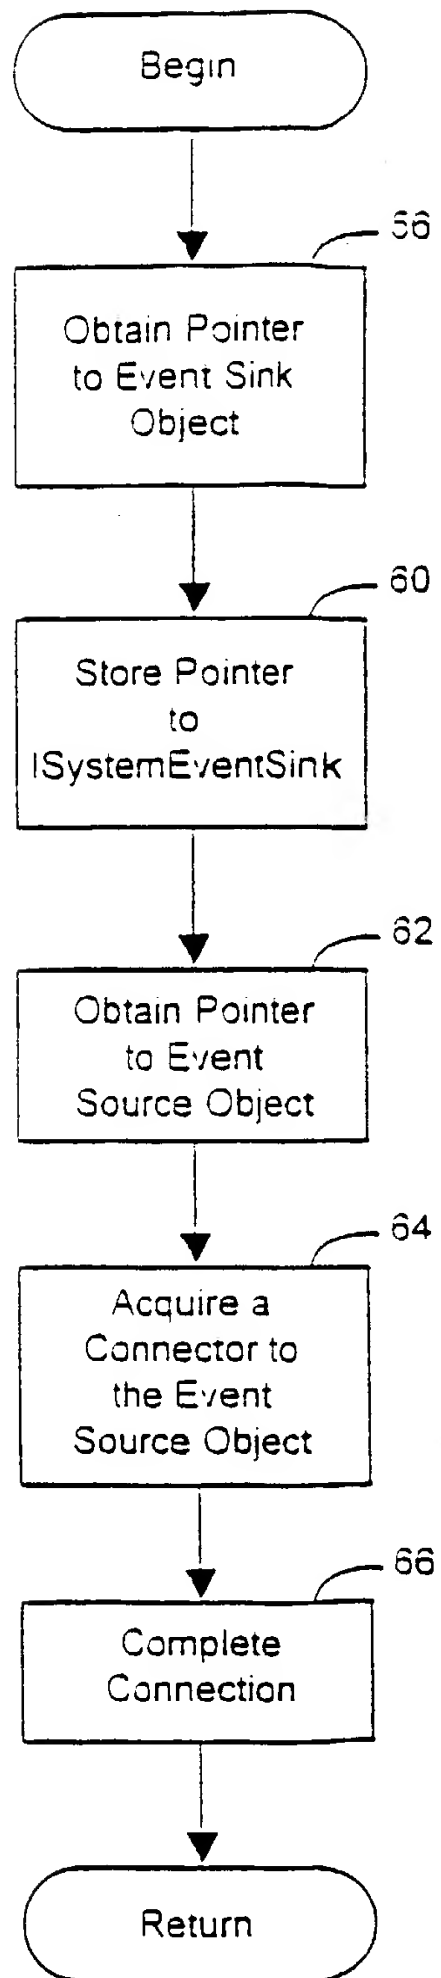 Begin
56
Obtain Pointer
to Event Sink
Object
60
Store Pointer
to
ISystemEventSink
62
Obtain Pointer
to Event
Source Object
64
Acquire a
Connector to
the Event
Source Object
66
Complete
Connection
Return